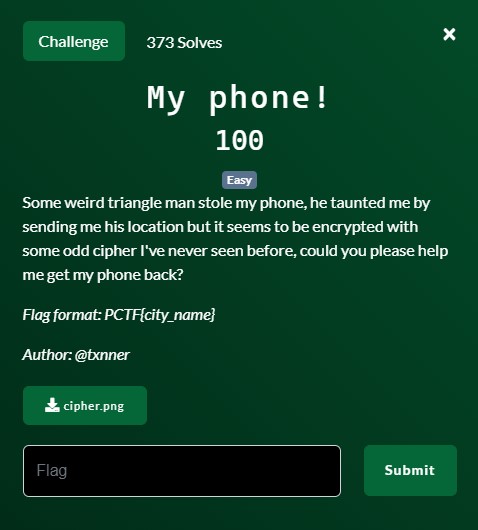 Challenge
373 Solves
×
My phone!
100
Easy
Some weird triangle man stole my phone, he taunted me by
sending me his location but it seems to be encrypted with
some odd cipher I've never seen before, could you please help
me get my phone back?
Flag format: PCTF{city_name}
Author: @txnner
cipher.png
Flag
Submit